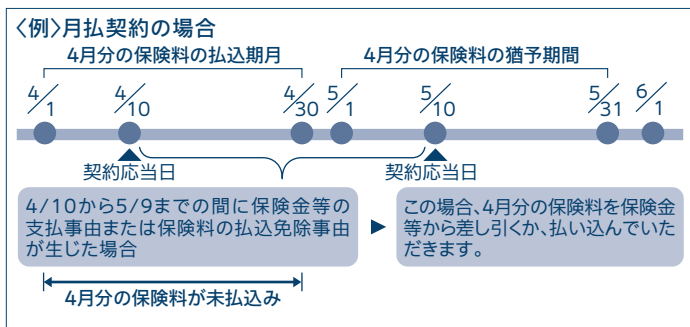 〈例〉月払契約の場合
4月分の保険料の払込期月
4月分の保険料の猶予期間
4/1
4/10
4/30
5/1
5/10
5/31
6/1
契約応当日
契約応当日
4/10から5/9までの間に保険金等の
支払事由または保険料の払込免除事由
が生じた場合
この場合、4月分の保険料を保険金
等から差し引くか、払い込んでいた
だきます。
4月分の保険料が未払込み